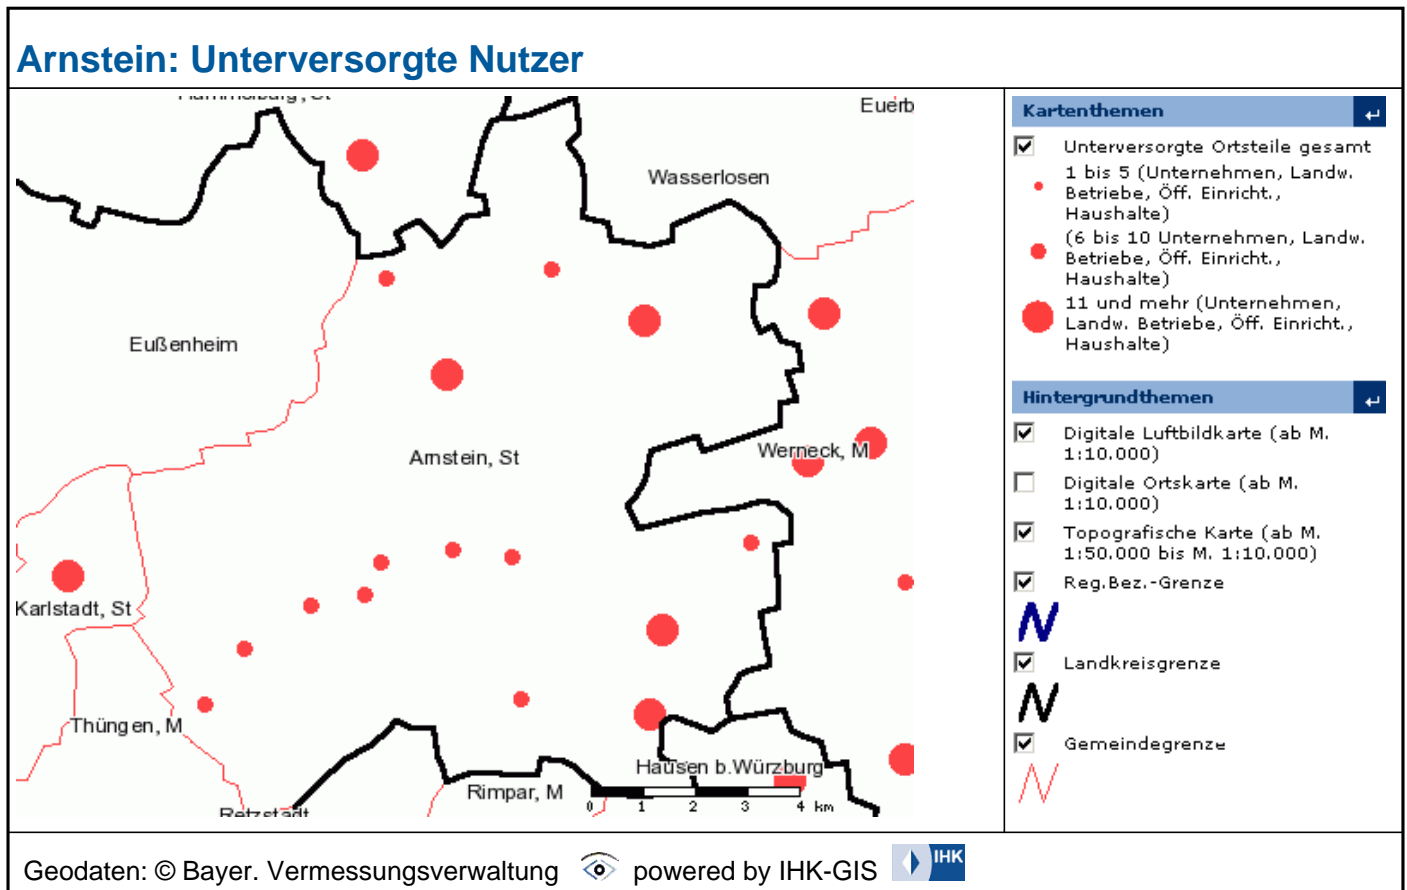 Arnstein: Unterversorgte Nutzer
Hammelburg, St
Euerb
Wasserlosen
Eußenheim
Arnstein, St
Werneck, M
Karlstadt, St
Thüngen, M
Hausen b.Würzburg
Rimpar, M
Retzstadt
0 1 2 3 4 km
Kartenthemen
Unterversorgte Ortsteile gesamt
1 bis 5 (Unternehmen, Landw.
Betriebe, Öff. Einricht.,
Haushalte)
(6 bis 10 Unternehmen, Landw.
Betriebe, Öff. Einricht.,
Haushalte)
11 und mehr (Unternehmen,
Landw. Betriebe, Öff. Einricht.,
Haushalte)
Hintergrundthemen
Digitale Luftbildkarte (ab M.
1:10.000)
Digitale Ortskarte (ab M.
1:10.000)
Topografische Karte (ab M.
1:50.000 bis M. 1:10.000)
Reg.Bez.-Grenze
Landkreisgrenze
Gemeindegrenze
Geodaten: © Bayer. Vermessungsverwaltung powered by IHK-GIS IHK